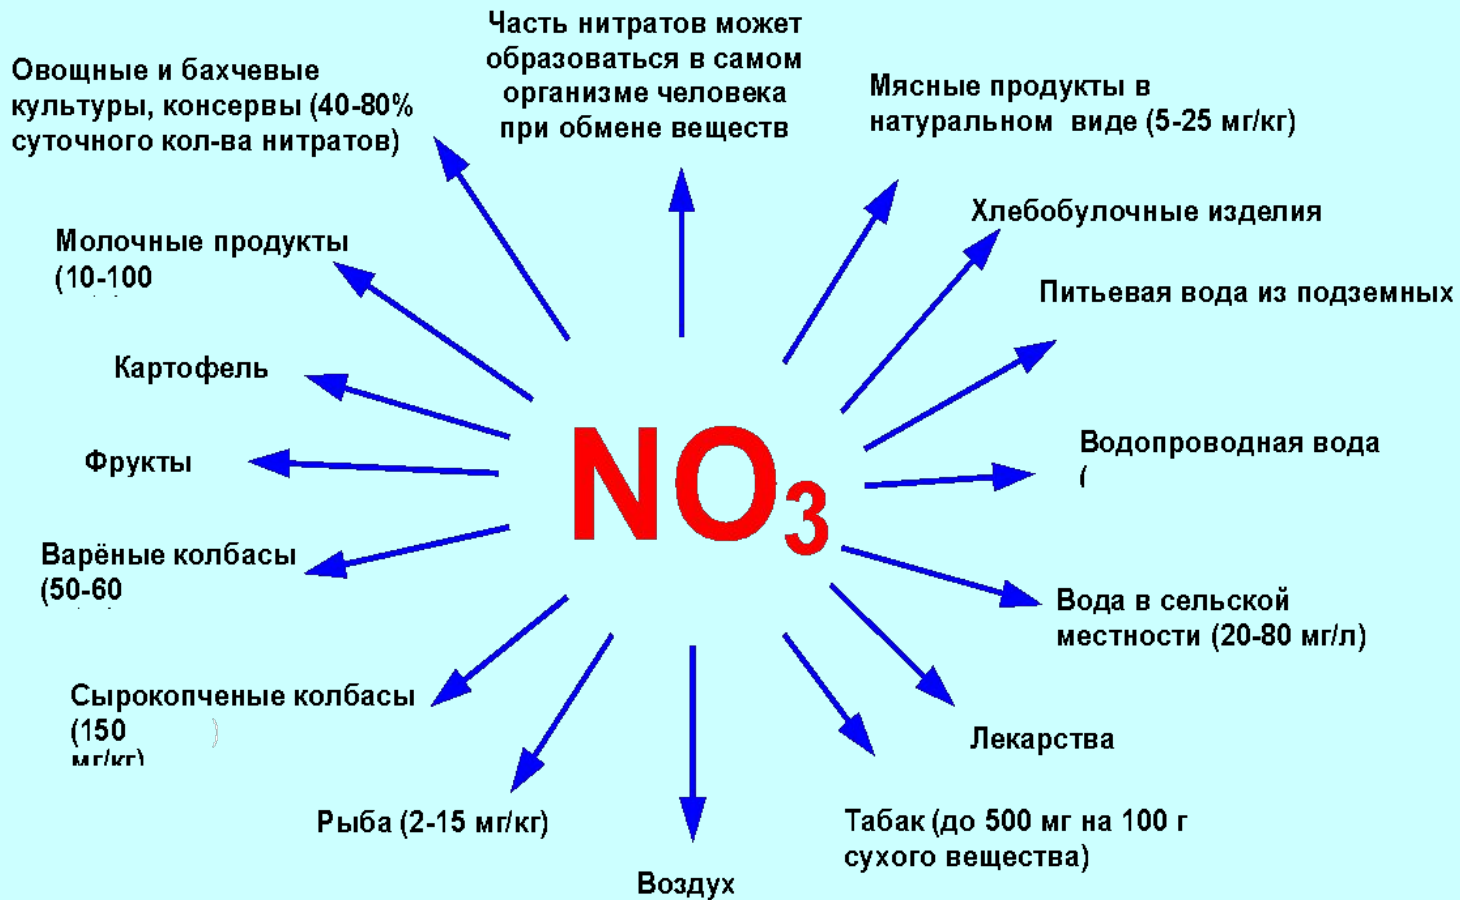 Часть нитратов может
образоваться в самом
организме человека
при обмене веществ
Овощные и бахчевые
культуры, консервы (40-80%
суточного кол-ва нитратов)
Мясные продукты в
натуральном виде (5-25 мг/кг)
Молочные продукты
(10-100
Хлебобулочные изделия
Питьевая вода из подземных
Картофель
Фрукты
NO3
Водопроводная вода
(
Варёные колбасы
(50-60
Вода в сельской
местности (20-80 мг/л)
Сырокопченые колбасы
(150 )
мг/кг)
Лекарства
Рыба (2-15 мг/кг)
Табак (до 500 мг на 100 г
сухого вещества)
Воздух